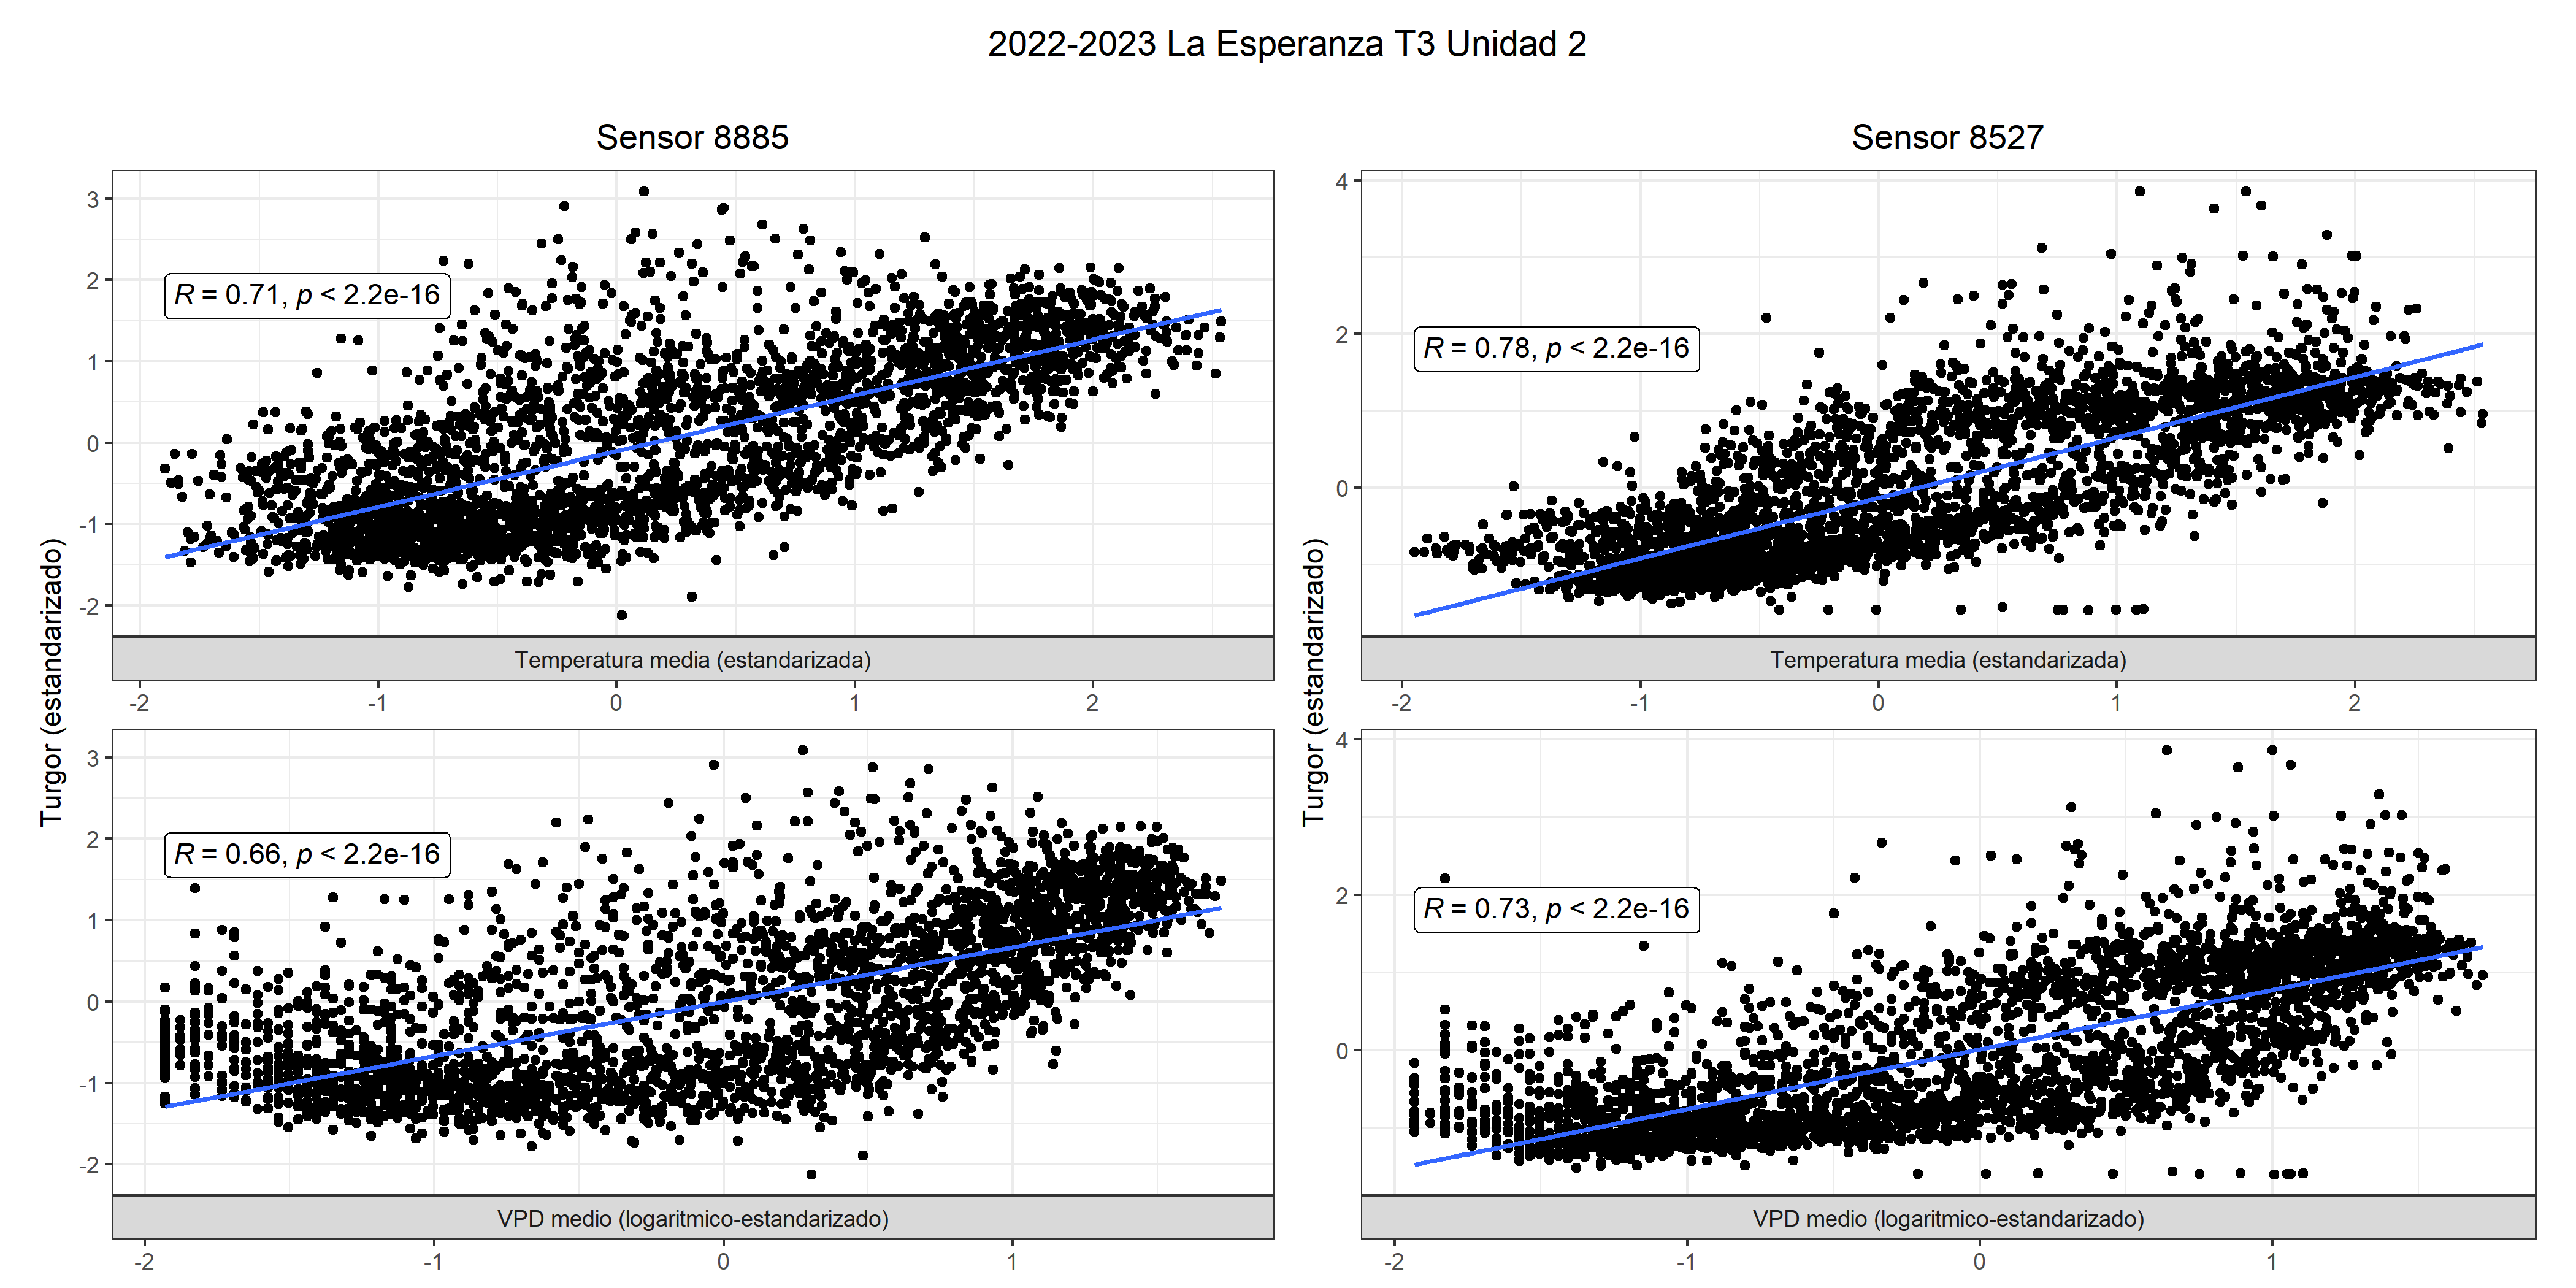 2022-2023 La Esperanza T3 Unidad 2
Sensor 8885
Sensor 8527
Turgor (estandarizado)
3
2
1
0
-1
-2
R = 0.71, p < 2.2e-16
Temperatura media (estandarizada)
-2 -1 0 1 2
3
2
1
0
-1
-2
R = 0.66, p < 2.2e-16
VPD medio (logaritmico-estandarizado)
-2 -1 0 1
Turgor (estandarizado)
4
2
0
R = 0.78, p < 2.2e-16
Temperatura media (estandarizada)
-2 -1 0 1 2
4
2
0
R = 0.73, p < 2.2e-16
VPD medio (logaritmico-estandarizado)
-2 -1 0 1